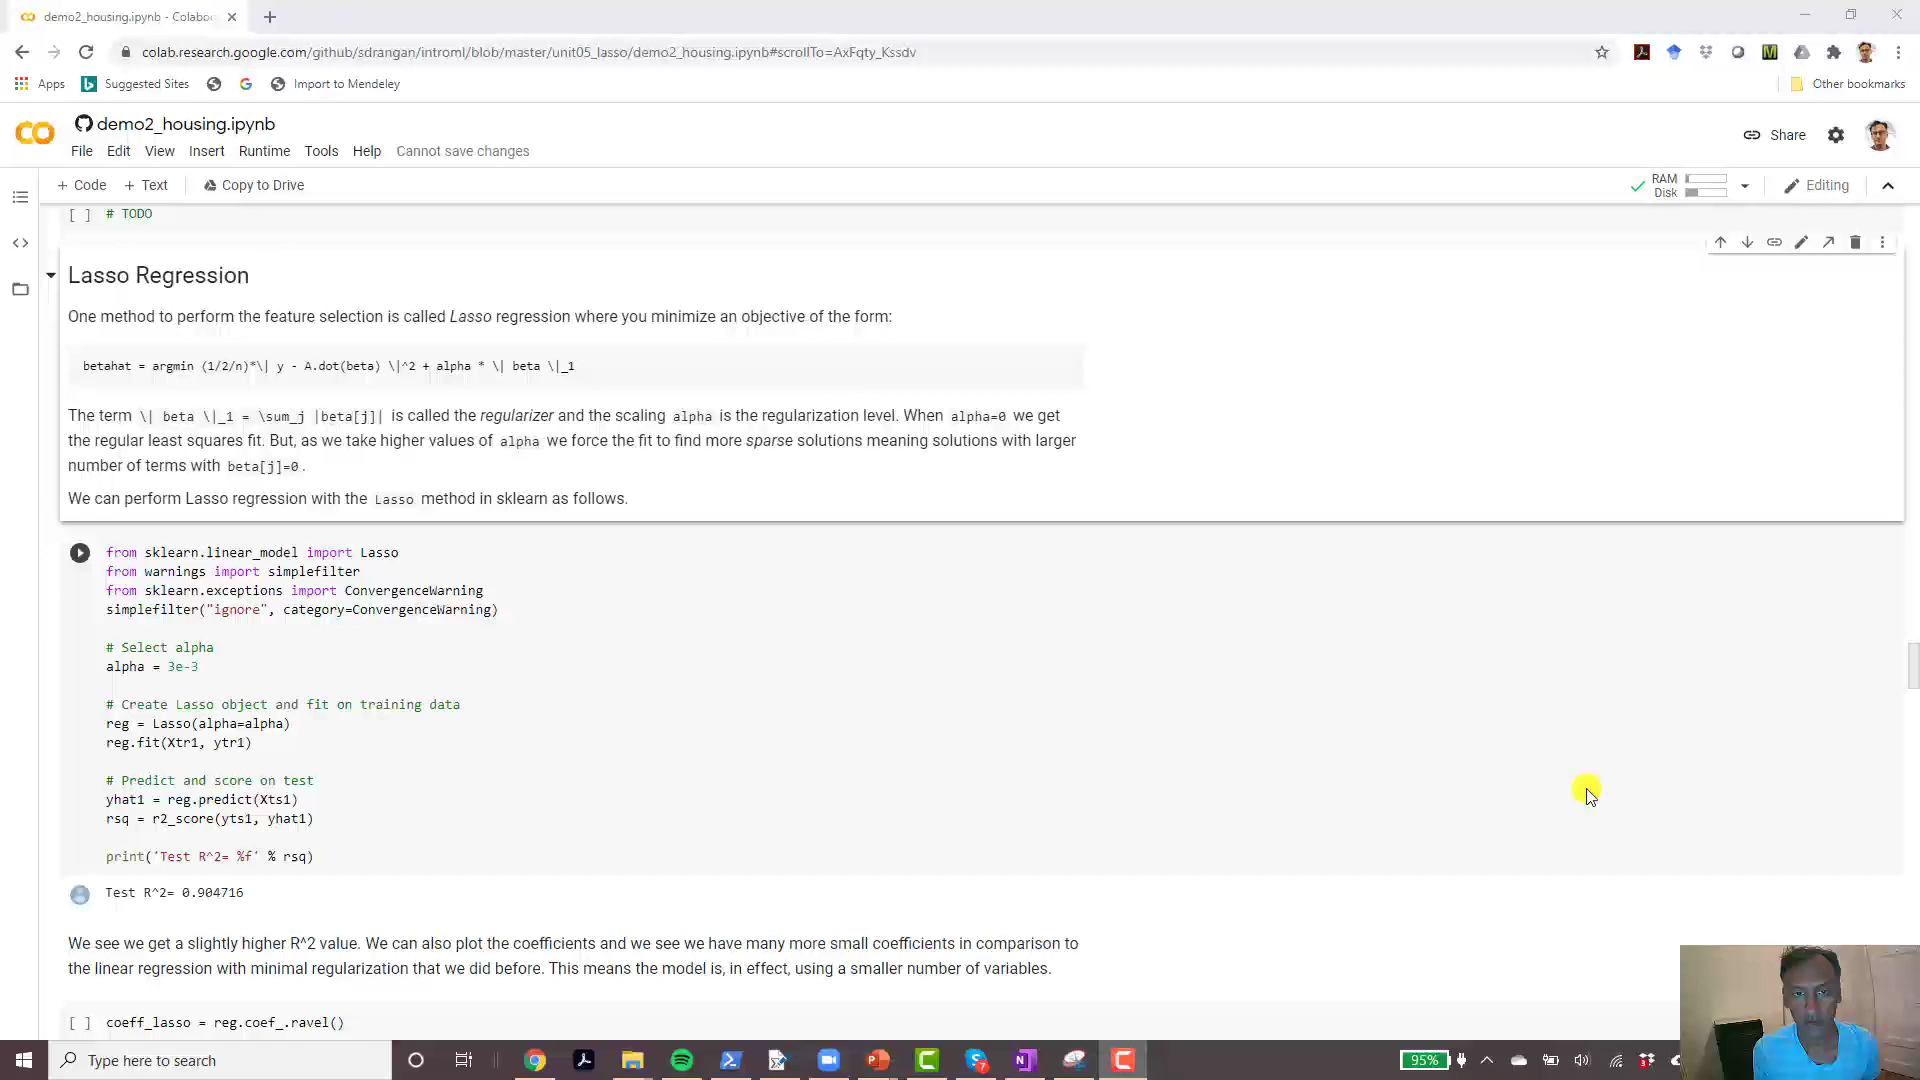 demo2_housing.ipynb - Colabo
colab.research.google.com/github/sdrangan/introml/blob/master/unit05_lasso/demo2_housing.ipynb#scrollTo=AxFqty_Kssdv
Apps Suggested Sites Import to Mendeley Other bookmarks
demo2_housing.ipynb
Share
File Edit View Insert Runtime Tools Help Cannot save changes
+ Code + Text Copy to Drive
RAM
Disk
Editing
[ ] # TODO
Lasso Regression
One method to perform the feature selection is called Lasso regression where you minimize an objective of the form:
betahat = argmin (1/2/n)*\| y - A.dot(beta) \|^2 + alpha * \| beta \|_1
The term \| beta \|_1 = \sum_j |beta[j]| is called the regularizer and the scaling alpha is the regularization level. When alpha=0 we get
the regular least squares fit. But, as we take higher values of alpha we force the fit to find more sparse solutions meaning solutions with larger
number of terms with beta[j]=0.
We can perform Lasso regression with the Lasso method in sklearn as follows.
from sklearn.linear_model import Lasso
from warnings import simplefilter
from sklearn.exceptions import ConvergenceWarning
simplefilter("ignore", category=ConvergenceWarning)
# Select alpha
alpha = 3e-3
# Create Lasso object and fit on training data
reg = Lasso(alpha=alpha)
reg.fit(Xtr1, ytr1)
# Predict and score on test
yhat1 = reg.predict(Xts1)
rsq = r2_score(yts1, yhat1)
print('Test R^2= %f' % rsq)
Test R^2= 0.904716
We see we get a slightly higher R^2 value. We can also plot the coefficients and we see we have many more small coefficients in comparison to
the linear regression with minimal regularization that we did before. This means the model is, in effect, using a smaller number of variables.
[ ] coeff_lasso = reg.coef_.ravel()
Type here to search
95%